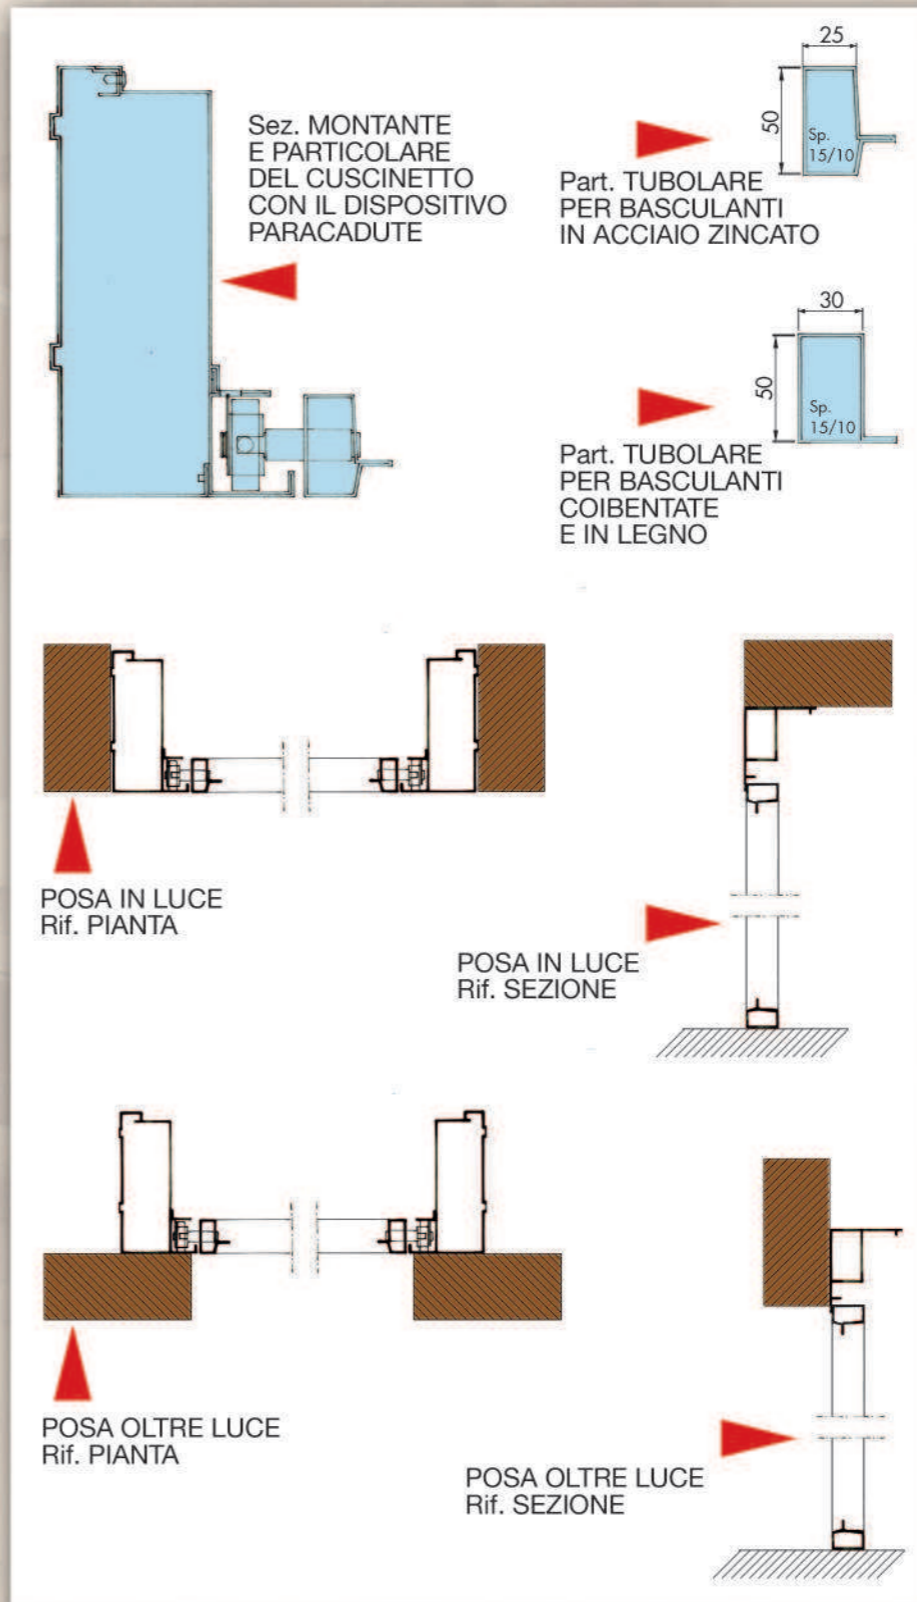 Sez. MONTANTE
E PARTICOLARE
DEL CUSCINETTO
CON IL DISPOSITIVO
PARACADUTE
25
50
Sp.
15/10
Part. TUBOLARE
PER BASCULANTI
IN ACCIAIO ZINCATO
30
50
Sp.
15/10
Part. TUBOLARE
PER BASCULANTI
COIBENTATE
E IN LEGNO
POSA IN LUCE
Rif. PIANTA
POSA IN LUCE
Rif. SEZIONE
POSA OLTRE LUCE
Rif. PIANTA
POSA OLTRE LUCE
Rif. SEZIONE